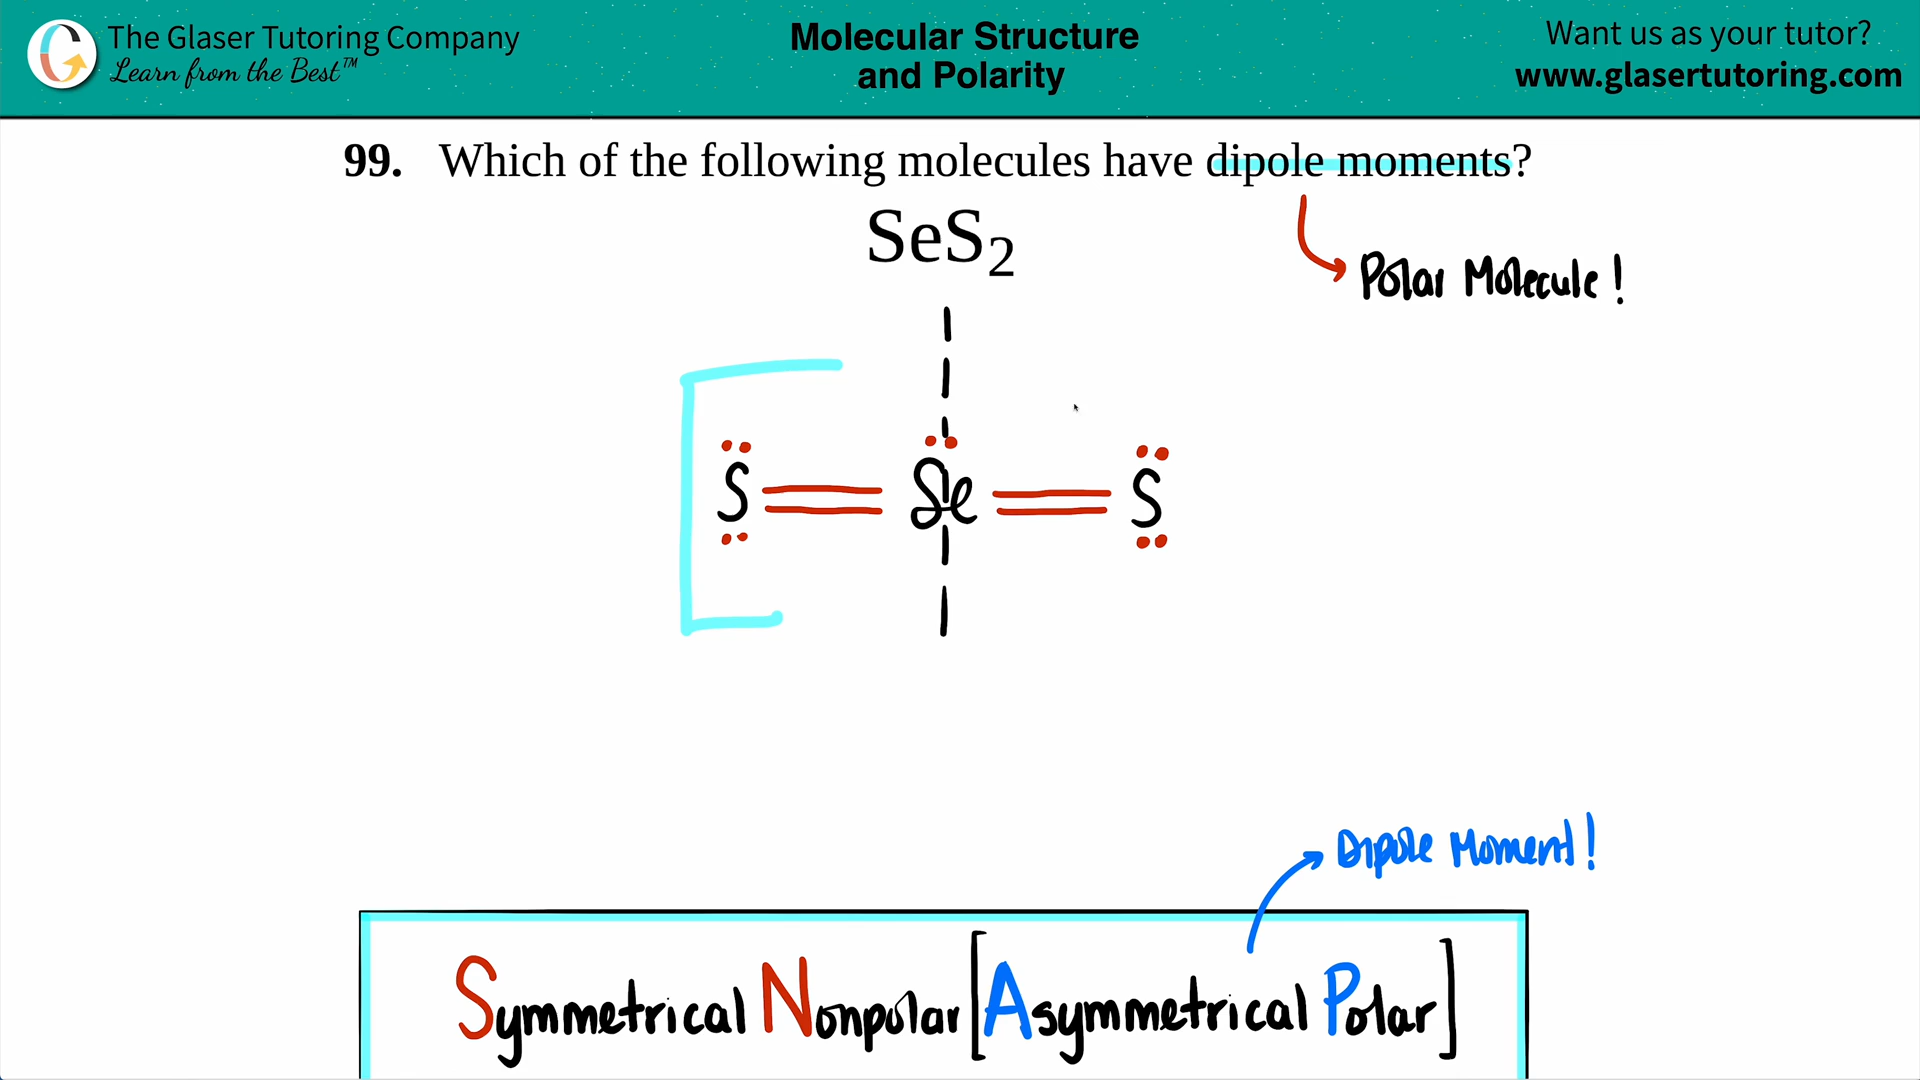 The Glaser Tutoring Company
Learn from the Best™
Molecular Structure
and Polarity
Want us as your tutor?
www.glasertutoring.com
99. Which of the following molecules have dipole moments?
SeS₂
Polar Molecule!
S Se S
Dipole Moment!
Symmetrical Nonpolar [Asymmetrical Polar]